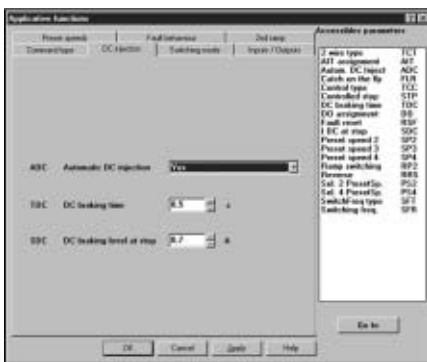 Application functions
Preset speeds Fault behaviour 2nd ramp
Command type DC injection Switching mode Inputs / Outputs
ADC Automatic DC injection Yes
TDC DC braking time 0.5 s
SDC DC braking level at stop 0.7 A
OK Cancel Apply Help
Accessible parameters
2 wire type TCT
AIT assignment AIT
Autom. DC inject ADC
Catch on the fly FLR
Control type TCC
Controlled stop STP
DC braking time TDC
DO assignment DO
Fault reset RSF
I DC at stop SDC
Preset speed 2 SP2
Preset speed 3 SP3
Preset speed 4 SP4
Ramp switching RP2
Reverse RRS
Sel. 2 PresetSp. PS2
Sel. 4 PresetSp. PS4
SwitchFreq type SFT
Switching freq. SFR
Go to